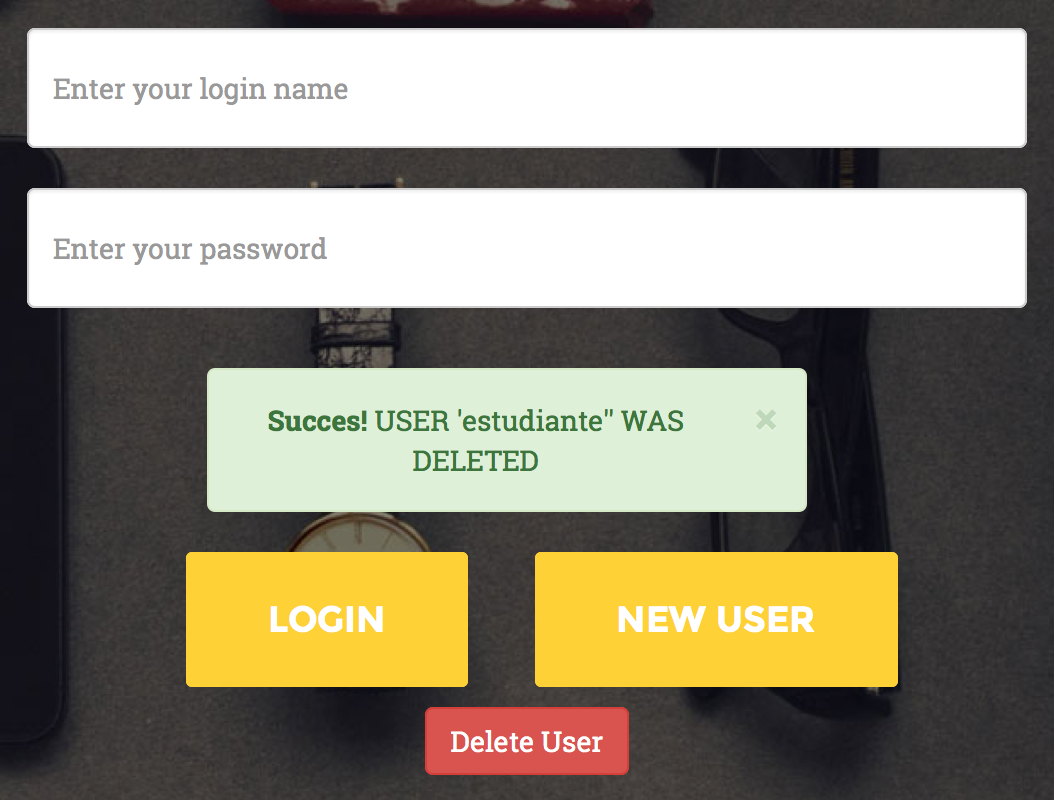 Enter your login name
Enter your password
Succes! USER 'estudiante'' WAS
DELETED
LOGIN
NEW USER
Delete User